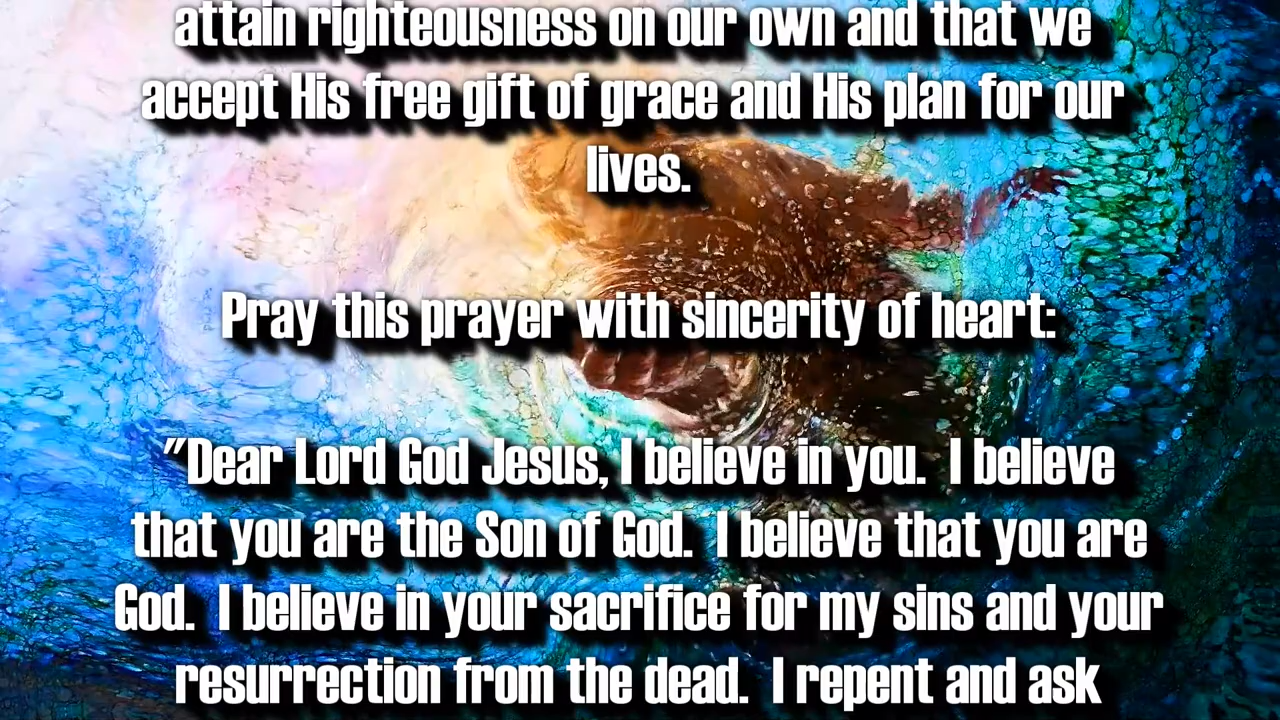 attain righteousness on our own and that we
accept His free gift of grace and His plan for our
lives.
Pray this prayer with sincerity of heart:
"Dear Lord God Jesus, I believe in you.  I believe
that you are the Son of God.  I believe that you are
God.  I believe in your sacrifice for my sins and your
resurrection from the dead.  I repent and ask